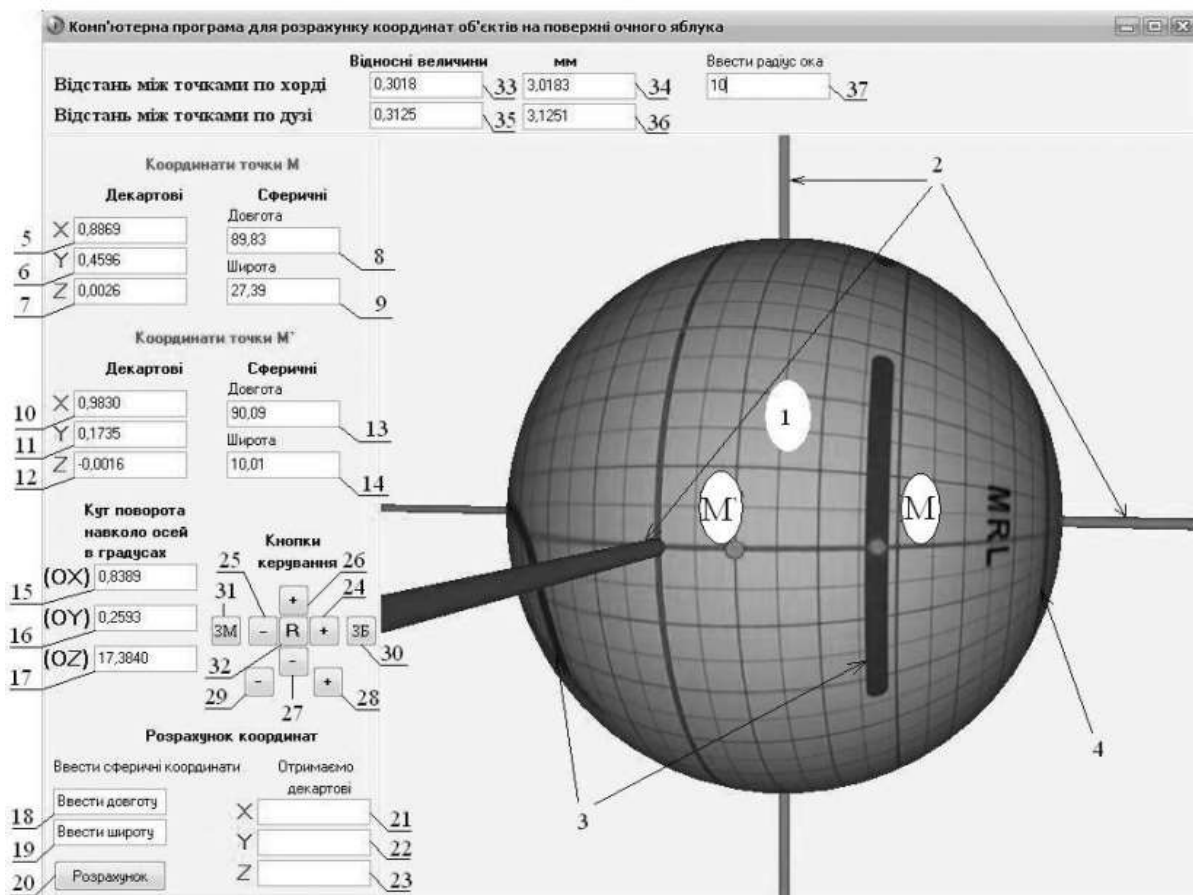 Комп'ютерна програма для розрахунку координат об'єктів на поверхні очного яблука
Відносні величини мм Ввести радіус ока
Відстань між точками по хорді 0,3018 33 3,0183 34 10 37
Відстань між точками по дузі 0,3125 35 3,1251 36
Координати точки М
Декартові Сферичні
Довгота
5 X 0,8869 89,83 8
6 Y 0,4596 Широта
7 Z 0,0026 27,39 9
Координати точки М'
Декартові Сферичні
Довгота
10 X 0,9830 90,09 13
11 Y 0,1735 Широта
12 Z -0,0016 10,01 14
Кут поворота
навколо осей
в градусах
Кнопки
керування
25 26
31 24
15 (OX) 0,8389 +
16 (OY) 0,2593 ЗМ - R + ЗБ
17 (OZ) 17,3840 32 - 30
29 - 27 + 28
Розрахунок координат
Ввести сферичні координати Отримаємо
декартові
18 Ввести довготу X 21
19 Ввести широту Y 22
20 Розрахунок Z 23
2
1
M' M
MRL
3
4